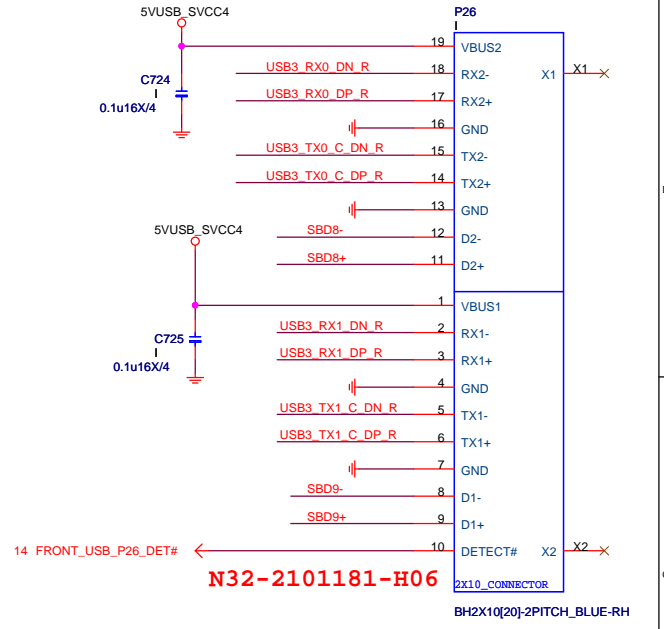 5VUSB_SVCC4
P26
19 VBUS2
C724
0.1u16X/4
USB3_RX0_DN_R 18 RX2- X1 X1
USB3_RX0_DP_R 17 RX2+
16 GND
USB3_TX0_C_DN_R 15 TX2-
USB3_TX0_C_DP_R 14 TX2+
13 GND
5VUSB_SVCC4
SBD8- 12 D2-
SBD8+ 11 D2+
1 VBUS1
C725
0.1u16X/4
USB3_RX1_DN_R 2 RX1-
USB3_RX1_DP_R 3 RX1+
4 GND
USB3_TX1_C_DN_R 5 TX1-
USB3_TX1_C_DP_R 6 TX1+
7 GND
SBD9- 8 D1-
SBD9+ 9 D1+
14 FRONT_USB_P26_DET# 10 DETECT# X2 X2
N32-2101181-H06
2X10_CONNECTOR
BH2X10[20]-2PITCH_BLUE-RH